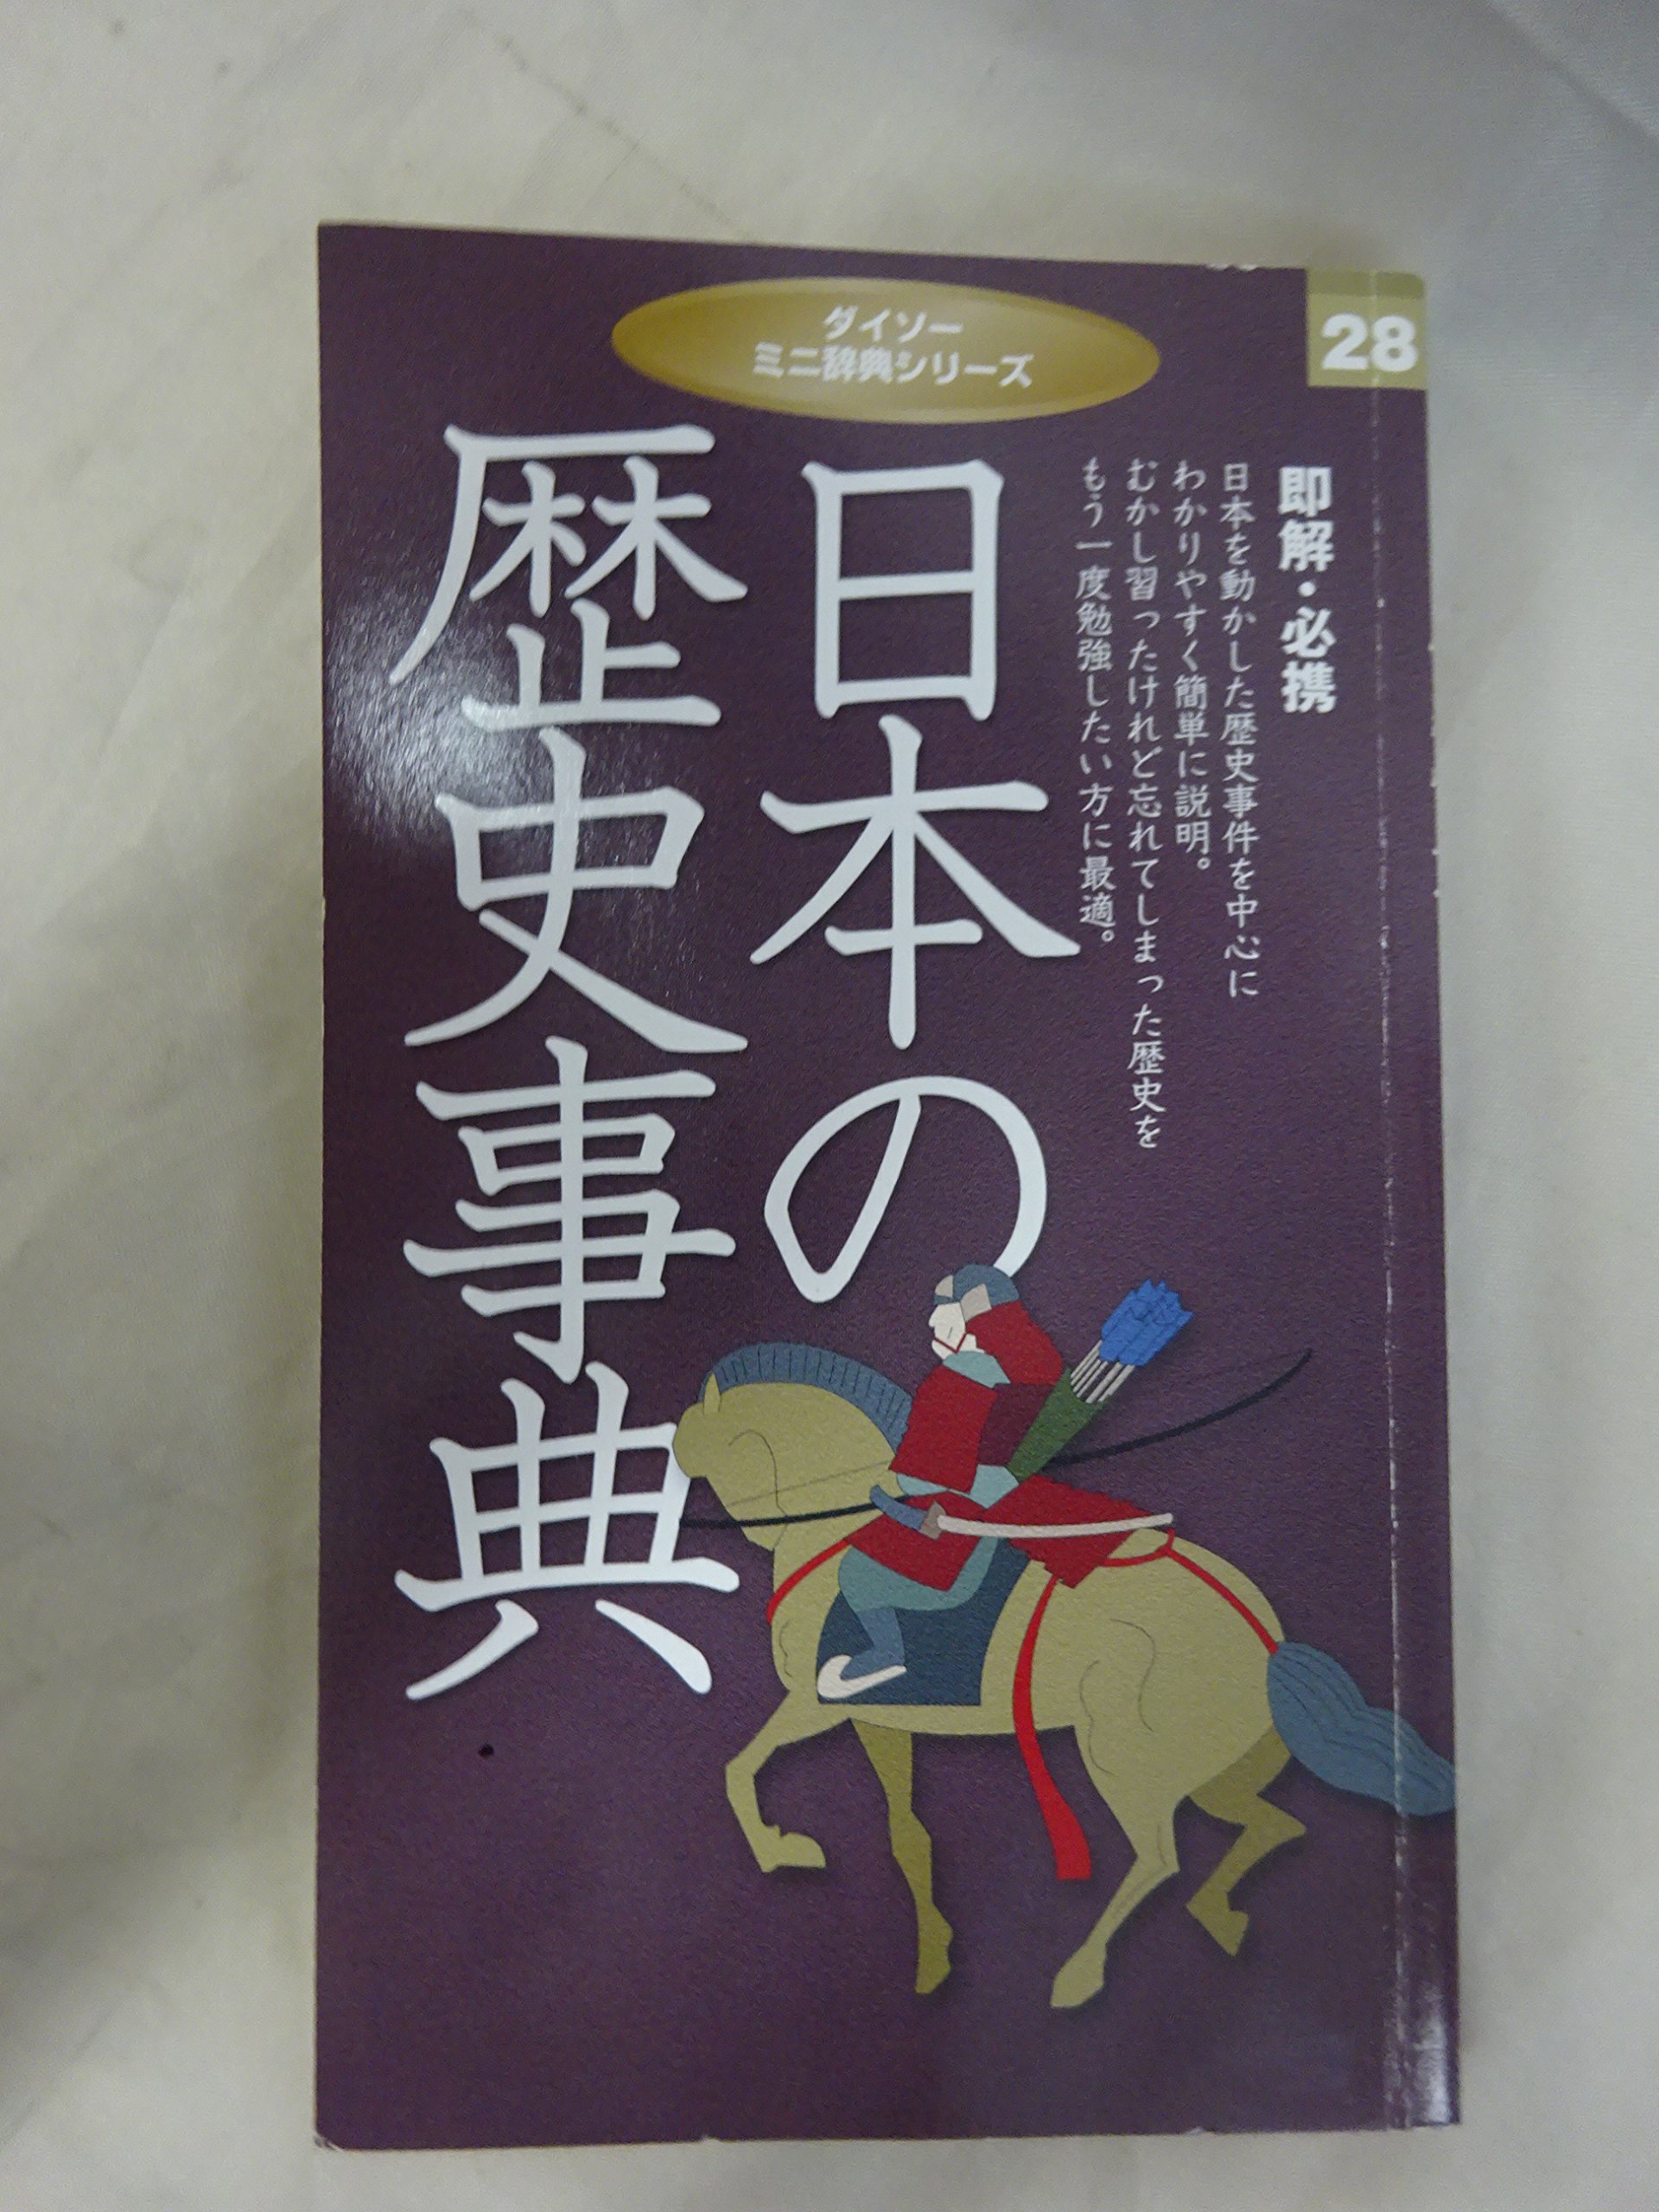 ダイソー
ミニ辞典シリーズ
28
即解・必携
日本を動かした歴史事件を中心に
わかりやすく簡単に説明。
むかし習ったけれど忘れてしまった歴史を
もう一度勉強したい方に最適。
日本の
歴史事典